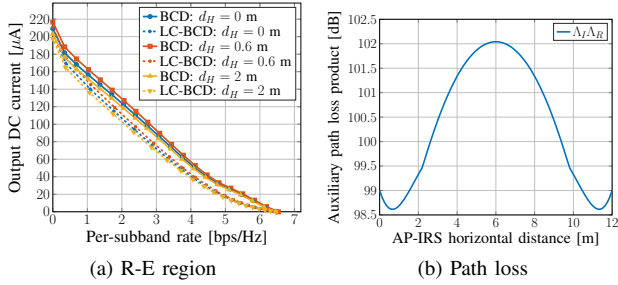 Output DC current [μA]
220
200
180
160
140
120
100
80
60
40
20
0
0 1 2 3 4 5 6 7
Per-subband rate [bps/Hz]
BCD: d_H = 0 m
LC-BCD: d_H = 0 m
BCD: d_H = 0.6 m
LC-BCD: d_H = 0.6 m
BCD: d_H = 2 m
LC-BCD: d_H = 2 m
(a) R-E region
Auxiliary path loss product [dB]
102.5
102
101.5
101
100.5
100
99.5
99
98.5
0 2 4 6 8 10 12
AP-IRS horizontal distance [m]
Λ_IΛ_R
(b) Path loss